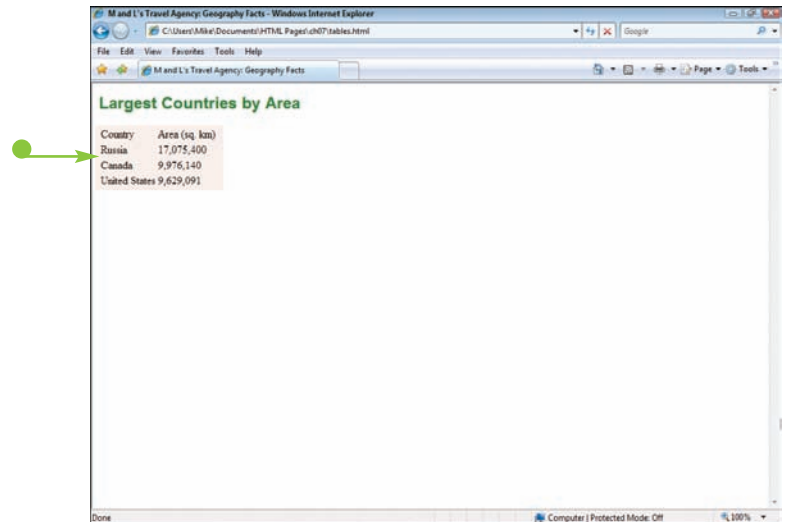 M and L's Travel Agency: Geography Facts - Windows Internet Explorer
C:\Users\Mike\Documents\HTML Pages\ch07\tables.html
Google
File Edit View Favorites Tools Help
M and L's Travel Agency: Geography Facts
Page Tools
Largest Countries by Area
Country Area (sq. km)
Russia 17,075,400
Canada 9,976,140
United States 9,629,091
Done
Computer | Protected Mode: Off
100%